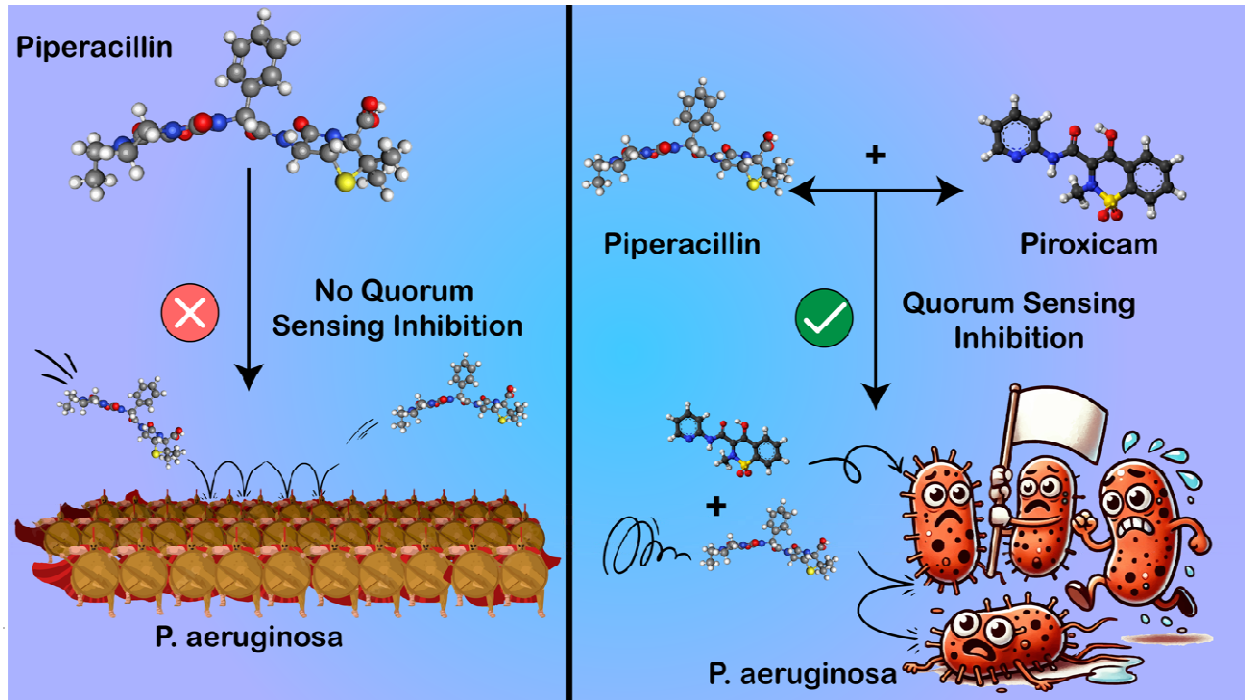 Piperacillin
No Quorum
Sensing Inhibition
P. aeruginosa
+
Piperacillin
Piroxicam
Quorum Sensing
Inhibition
+
P. aeruginosa